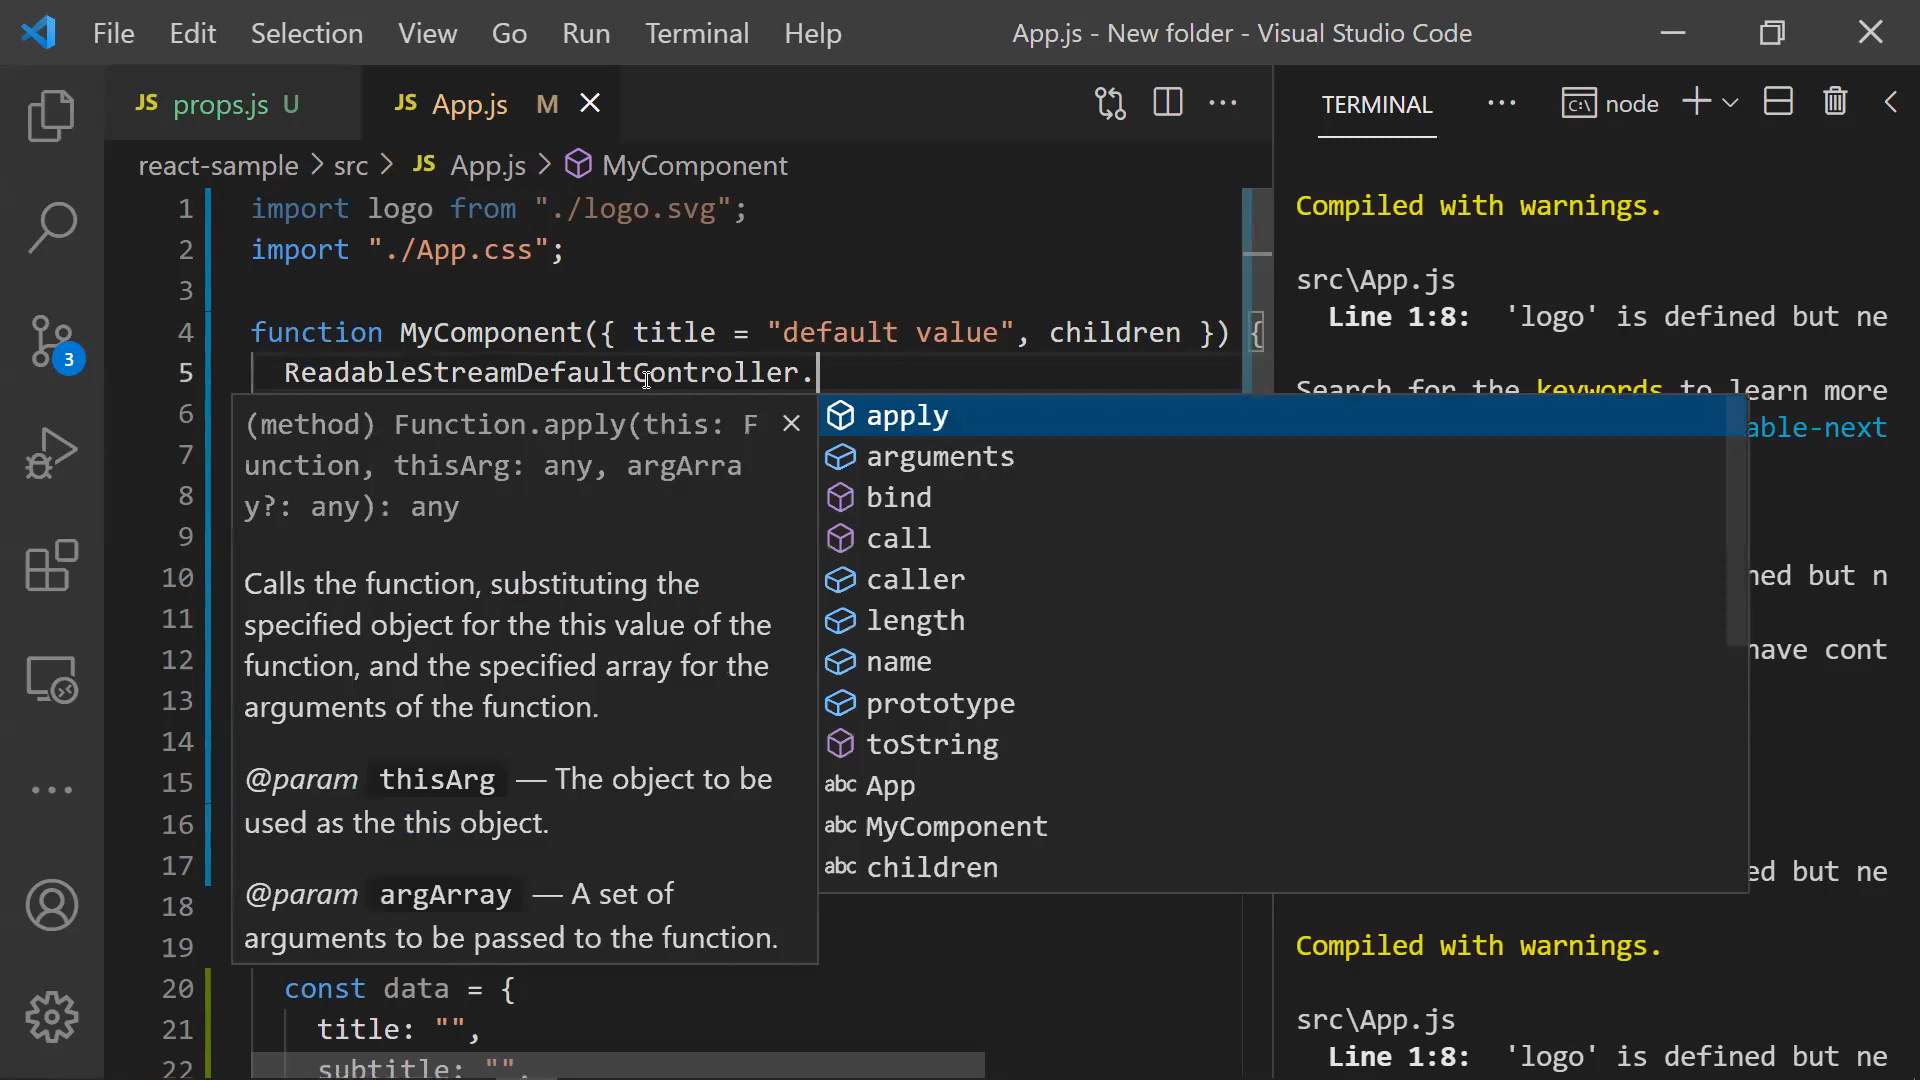 File Edit Selection View Go Run Terminal Help App.js - New folder - Visual Studio Code
JS props.js U JS App.js M
react-sample > src > JS App.js > MyComponent
1 import logo from "./logo.svg";
2 import "./App.css";
3
4 function MyComponent({ title = "default value", children }) {
5 ReadableStreamDefaultController.
6
7
8
9
10
11
12
13
14
15
16
17
18
19
20 const data = {
21 title: "",
22 subtitle: "",
(method) Function.apply(this: F
unction, thisArg: any, argArra
y?: any): any
Calls the function, substituting the
specified object for the this value of the
function, and the specified array for the
arguments of the function.
@param thisArg — The object to be
used as the this object.
@param argArray — A set of
arguments to be passed to the function.
apply
arguments
bind
call
caller
length
name
prototype
toString
abc App
abc MyComponent
abc children
3
TERMINAL node
Compiled with warnings.
src\App.js
Line 1:8: 'logo' is defined but ne
Search for the keywords to learn more
able-next
ned but n
have cont
ed but ne
Compiled with warnings.
src\App.js
Line 1:8: 'logo' is defined but ne